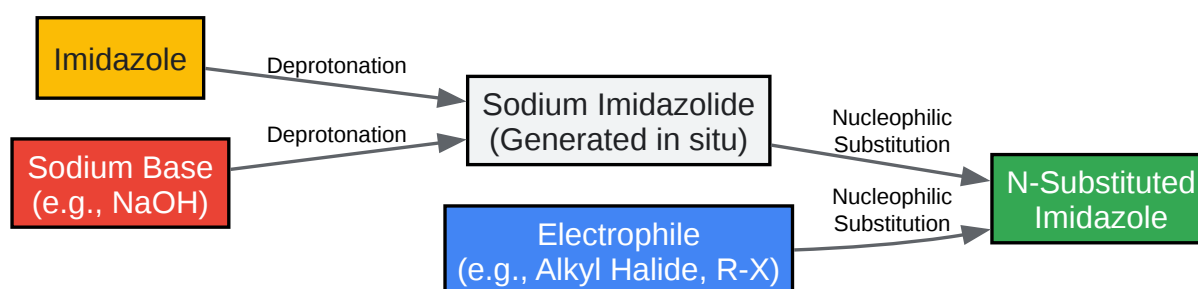 Imidazole
Deprotonation
Sodium Imidazolide
(Generated in situ)
Sodium Base
(e.g., NaOH)
Deprotonation
Nucleophilic
Substitution
Electrophile
(e.g., Alkyl Halide, R-X)
Nucleophilic
Substitution
N-Substituted
Imidazole